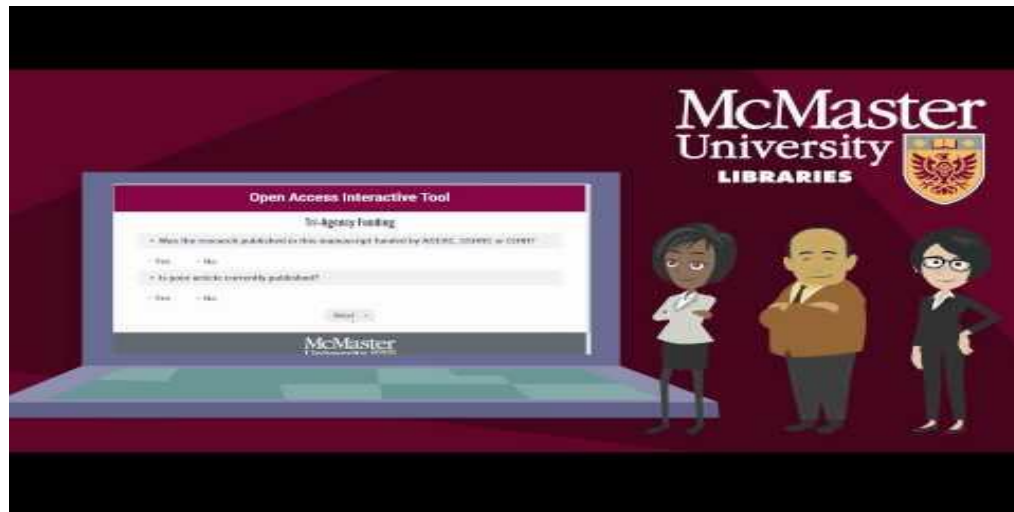 McMaster
University
LIBRARIES
Open Access Interactive Tool
Tri-Agency Funding
Was the research published in this manuscript funded by NSERC, SSHRC or CIHR?
Yes No
Is your article currently published?
Yes No
Next
McMaster
University